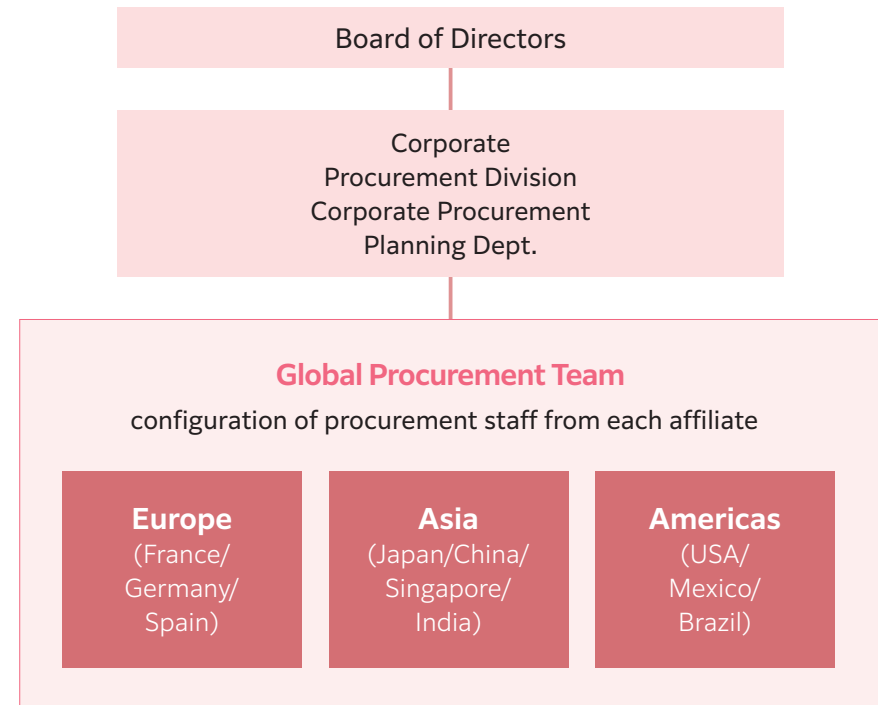 Board of Directors
Corporate
Procurement Division
Corporate Procurement
Planning Dept.
Global Procurement Team
configuration of procurement staff from each affiliate
Europe
(France/
Germany/
Spain)
Asia
(Japan/China/
Singapore/
India)
Americas
(USA/
Mexico/
Brazil)